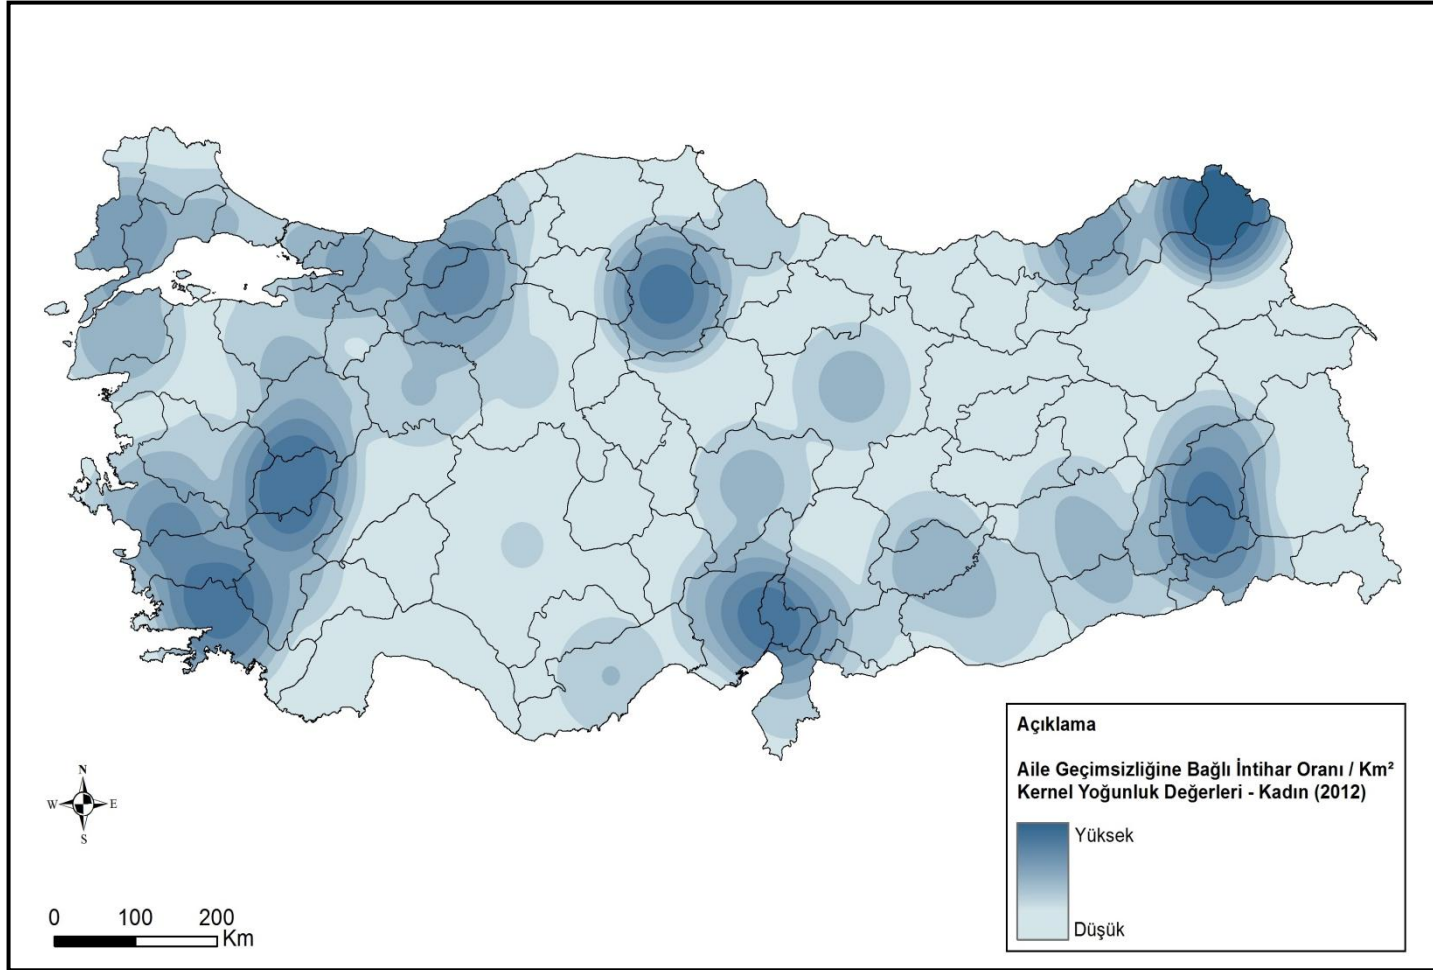 Açıklama
Aile Geçimsizliğine Bağlı İntihar Oranı / Km²
Kernel Yoğunluk Değerleri - Kadın (2012)
Yüksek
Düşük
N
W E
S
0 100 200
Km